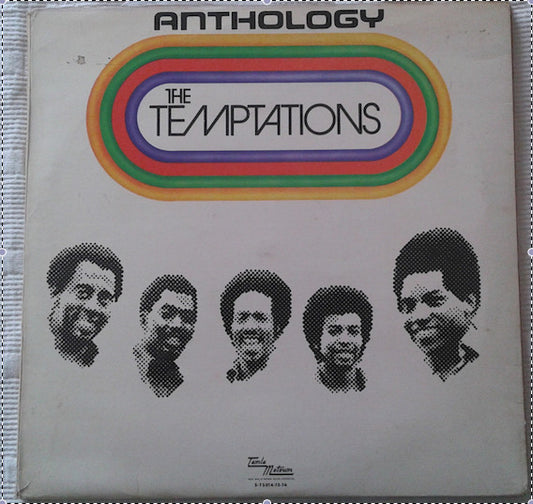 ANTHOLOGY
THE
TEMPTATIONS
Tamla
Motown